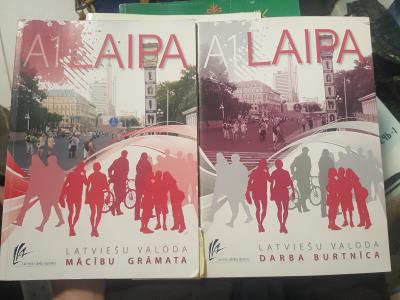 A1 LAIPA
LATVIEŠU VALODA
MĀCĪBU GRĀMATA
A1 LAIPA
LATVIEŠU VALODA
DARBA BURTNĪCA